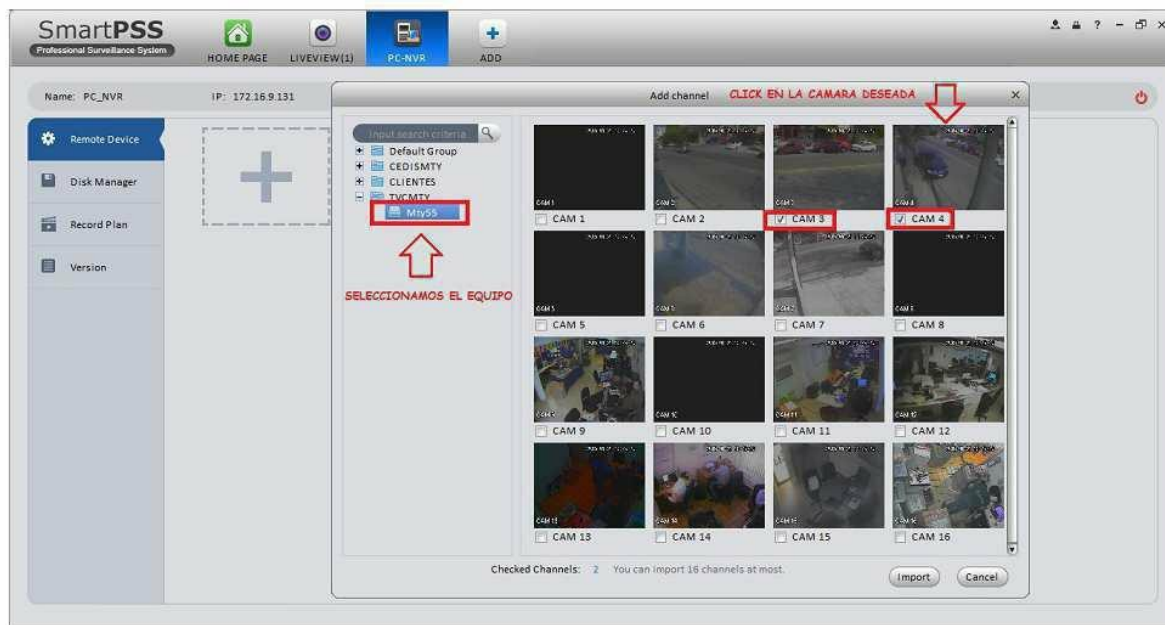 SmartPSS
Professional Surveillance System
HOME PAGE
LIVEVIEW(1)
PC-NVR
ADD
Name: PC_NVR
IP: 172.16.9.131
Add channel
CLICK EN LA CAMARA DESEADA
Remote Device
Disk Manager
Record Plan
Version
Input search criteria
Default Group
CEDISMTY
CLIENTES
TVCMTY
Mty55
SELECCIONAMOS EL EQUIPO
CAM 1
CAM 2
CAM 3
CAM 4
CAM 5
CAM 6
CAM 7
CAM 8
CAM 9
CAM 10
CAM 11
CAM 12
CAM 13
CAM 14
CAM 15
CAM 16
Checked Channels: 2 You can import 16 channels at most.
Import
Cancel